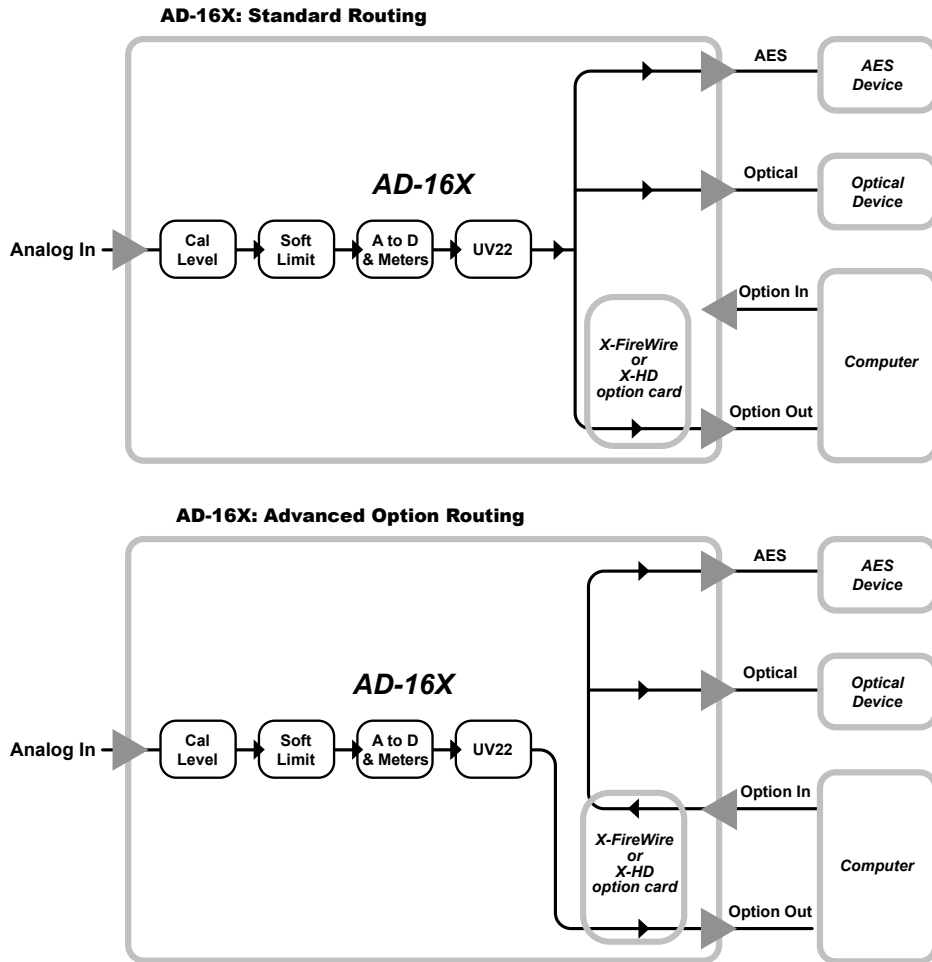 AD-16X: Standard Routing
AES
AES
Device
AD-16X
Optical
Optical
Device
Analog In
Cal
Level
Soft
Limit
A to D
& Meters
UV22
Option In
X-FireWire
or
X-HD
option card
Computer
Option Out
AD-16X: Advanced Option Routing
AES
AES
Device
AD-16X
Optical
Optical
Device
Analog In
Cal
Level
Soft
Limit
A to D
& Meters
UV22
Option In
X-FireWire
or
X-HD
option card
Computer
Option Out